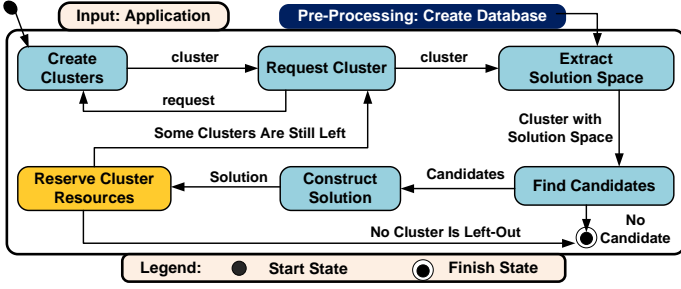 Input: Application
Pre-Processing: Create Database
Create
Clusters
cluster
Request Cluster
cluster
Extract
Solution Space
request
Some Clusters Are Still Left
Cluster with
Solution Space
Reserve Cluster
Resources
Solution
Construct
Solution
Candidates
Find Candidates
No Cluster Is Left-Out
No
Candidate
Legend:
Start State
Finish State